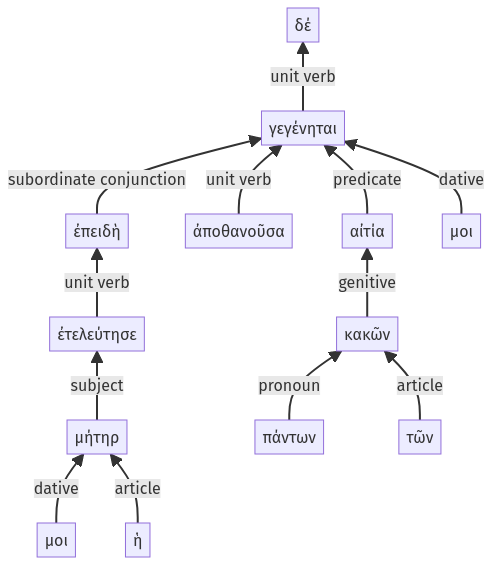 δέ
unit verb
γεγένηται
subordinate conjunction unit verb predicate dative
ἐπειδὴ ἀποθανοῦσα αἰτία μοι
unit verb genitive
ἐτελεύτησε κακῶν
subject pronoun article
μήτηρ πάντων τῶν
dative article
μοι ἡ